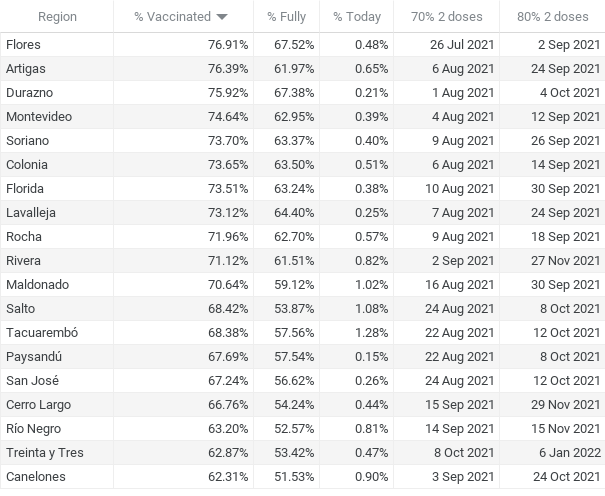 Region % Vaccinated % Fully % Today 70% 2 doses 80% 2 doses
Flores 76.91% 67.52% 0.48% 26 Jul 2021 2 Sep 2021
Artigas 76.39% 61.97% 0.65% 6 Aug 2021 24 Sep 2021
Durazno 75.92% 67.38% 0.21% 1 Aug 2021 4 Oct 2021
Montevideo 74.64% 62.95% 0.39% 4 Aug 2021 12 Sep 2021
Soriano 73.70% 63.37% 0.40% 9 Aug 2021 26 Sep 2021
Colonia 73.65% 63.50% 0.51% 6 Aug 2021 14 Sep 2021
Florida 73.51% 63.24% 0.38% 10 Aug 2021 30 Sep 2021
Lavalleja 73.12% 64.40% 0.25% 7 Aug 2021 24 Sep 2021
Rocha 71.96% 62.70% 0.57% 9 Aug 2021 18 Sep 2021
Rivera 71.12% 61.51% 0.82% 2 Sep 2021 27 Nov 2021
Maldonado 70.64% 59.12% 1.02% 16 Aug 2021 30 Sep 2021
Salto 68.42% 53.87% 1.08% 24 Aug 2021 8 Oct 2021
Tacuarembó 68.38% 57.56% 1.28% 22 Aug 2021 12 Oct 2021
Paysandú 67.69% 57.54% 0.15% 22 Aug 2021 8 Oct 2021
San José 67.24% 56.62% 0.26% 24 Aug 2021 12 Oct 2021
Cerro Largo 66.76% 54.24% 0.44% 15 Sep 2021 29 Nov 2021
Río Negro 63.20% 52.57% 0.81% 14 Sep 2021 15 Nov 2021
Treinta y Tres 62.87% 53.42% 0.47% 8 Oct 2021 6 Jan 2022
Canelones 62.31% 51.53% 0.90% 3 Sep 2021 24 Oct 2021